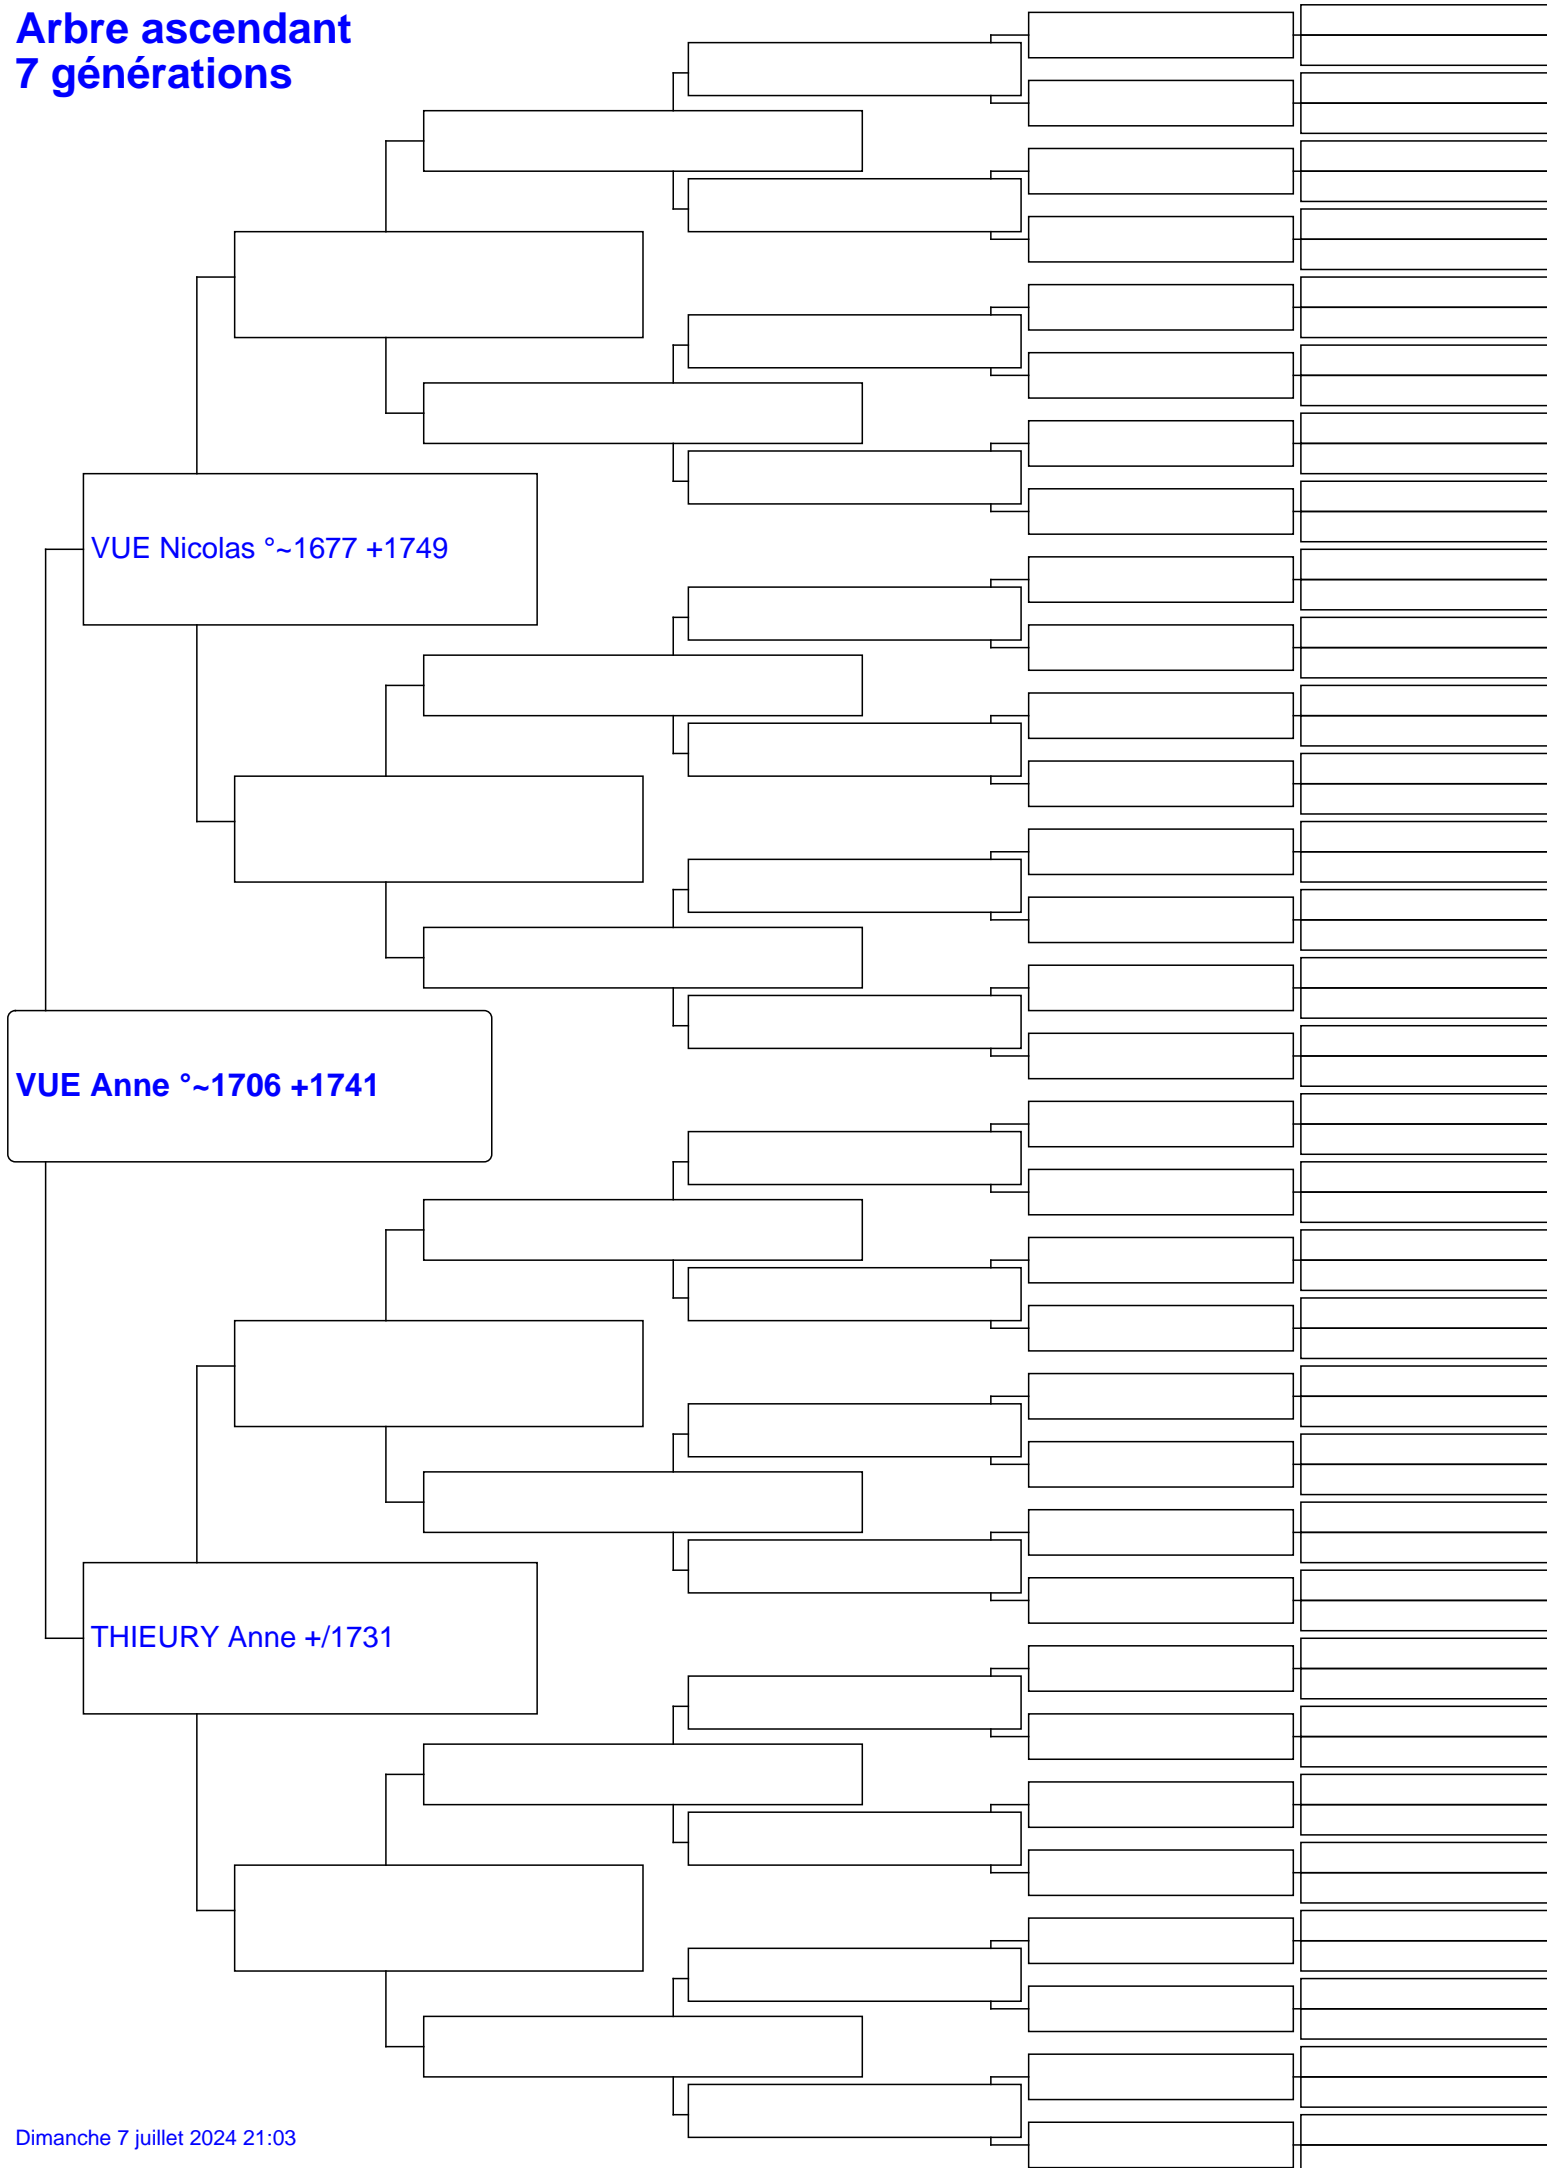 Arbre ascendant
7 générations
VUE Nicolas °~1677 +1749
VUE Anne °~1706 +1741
THIEURY Anne +/1731
Dimanche 7 juillet 2024 21:03